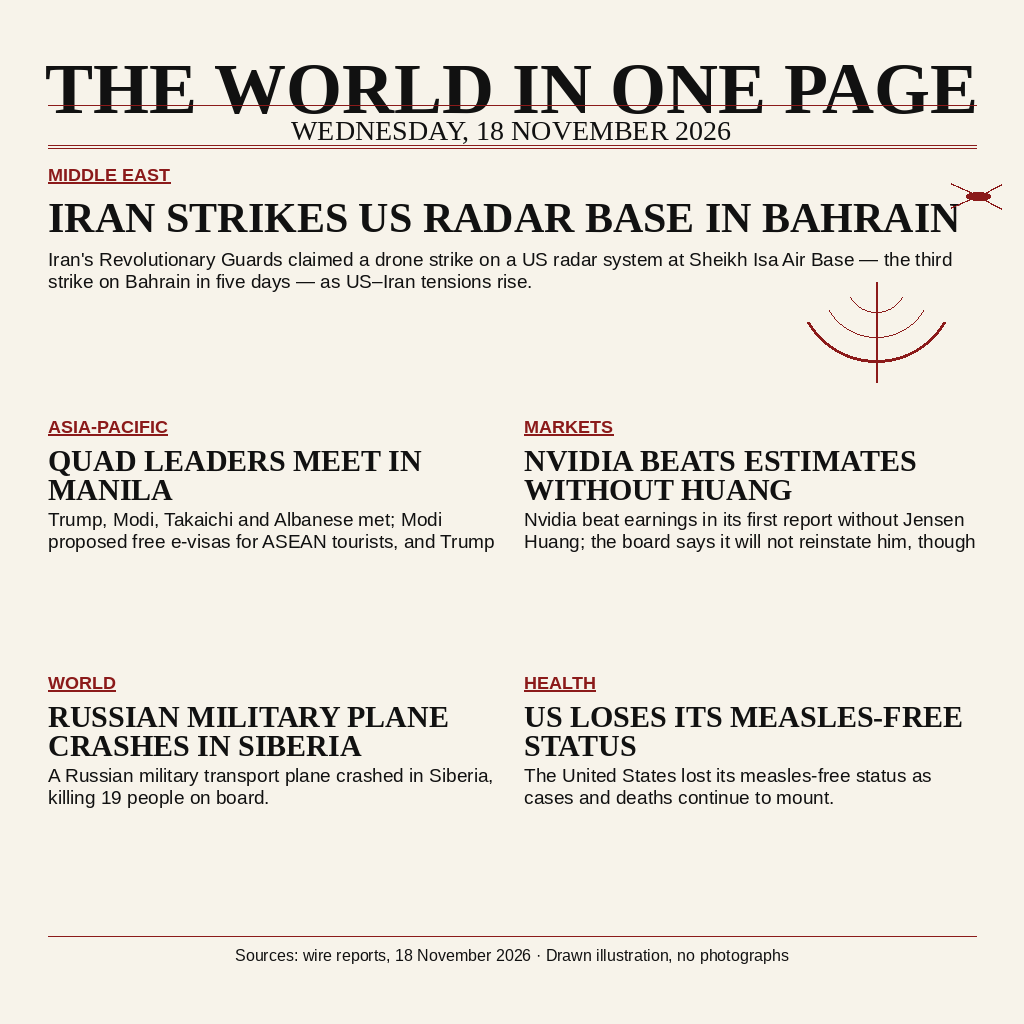 THE WORLD IN ONE PAGE
WEDNESDAY, 18 NOVEMBER 2026
MIDDLE EAST
IRAN STRIKES US RADAR BASE IN BAHRAIN
Iran's Revolutionary Guards claimed a drone strike on a US radar system at Sheikh Isa Air Base — the third
strike on Bahrain in five days — as US–Iran tensions rise.
ASIA-PACIFIC
QUAD LEADERS MEET IN
MANILA
Trump, Modi, Takaichi and Albanese met; Modi
proposed free e-visas for ASEAN tourists, and Trump
MARKETS
NVIDIA BEATS ESTIMATES
WITHOUT HUANG
Nvidia beat earnings in its first report without Jensen
Huang; the board says it will not reinstate him, though
WORLD
RUSSIAN MILITARY PLANE
CRASHES IN SIBERIA
A Russian military transport plane crashed in Siberia,
killing 19 people on board.
HEALTH
US LOSES ITS MEASLES-FREE
STATUS
The United States lost its measles-free status as
cases and deaths continue to mount.
Sources: wire reports, 18 November 2026 · Drawn illustration, no photographs